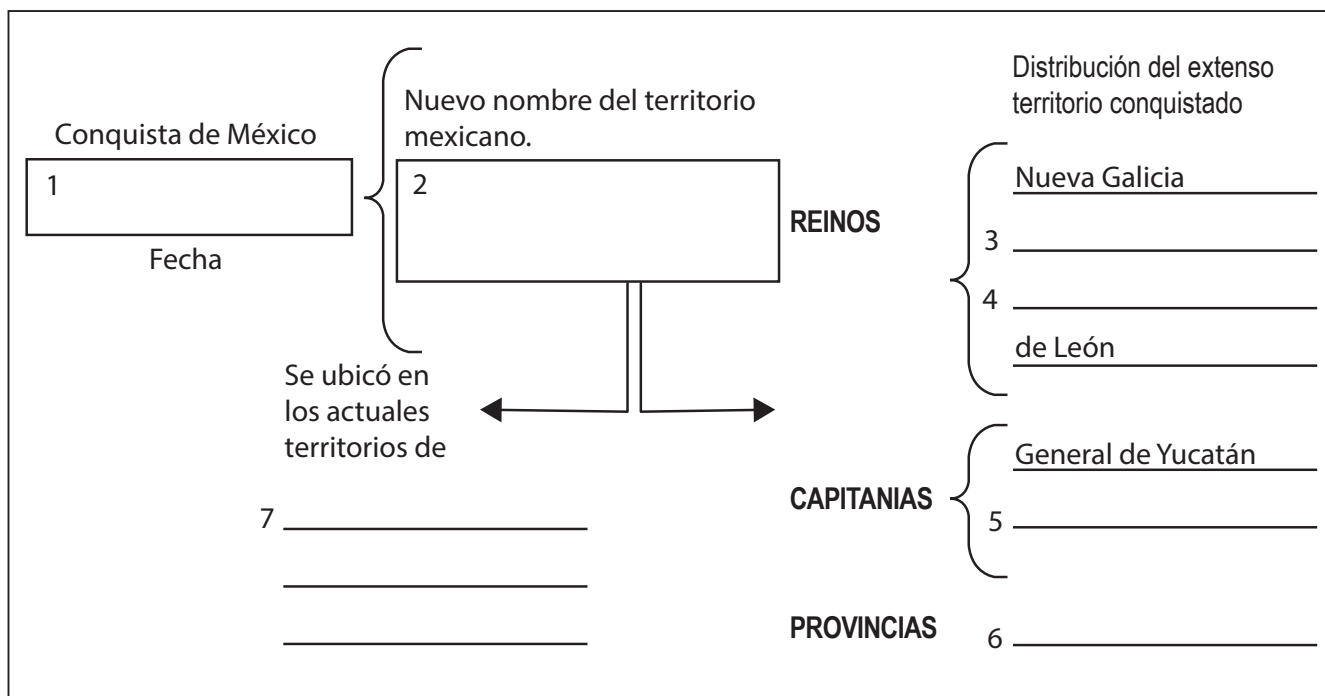 Conquista de México
1
Fecha
Nuevo nombre del territorio
mexicano.
2
Se ubicó en
los actuales
territorios de
7
Distribución del extenso
territorio conquistado
REINOS
Nueva Galicia
3
4
de León
CAPITANIAS
General de Yucatán
5
PROVINCIAS
6